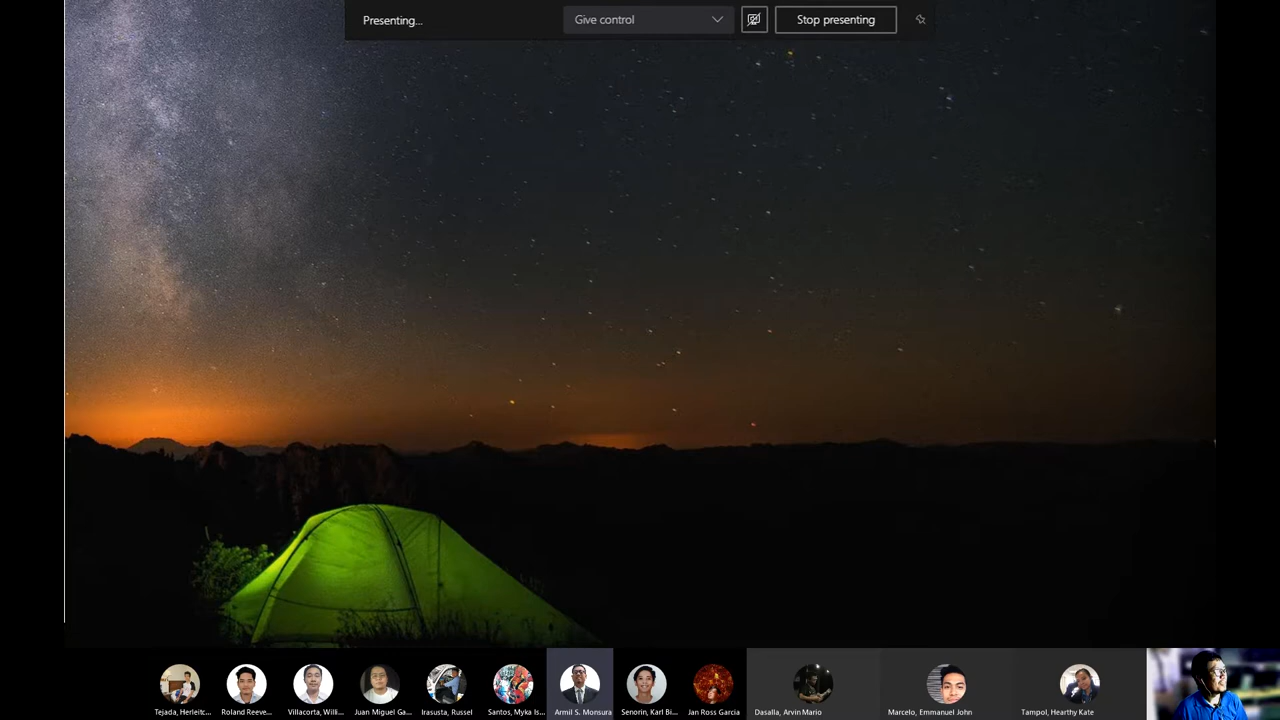 Presenting...
Give control
Stop presenting
Tejada, Herleitc...
Roland Reeve...
Villacorta, Willi...
Juan Miguel Ga...
Irasusta, Russel
Santos, Myka Is...
Armil S. Monsura
Senorin, Karl Bi...
Jan Ross Garcia
Dasalla, Arvin Mario
Marcelo, Emmanuel John
Tampol, Hearthy Kate